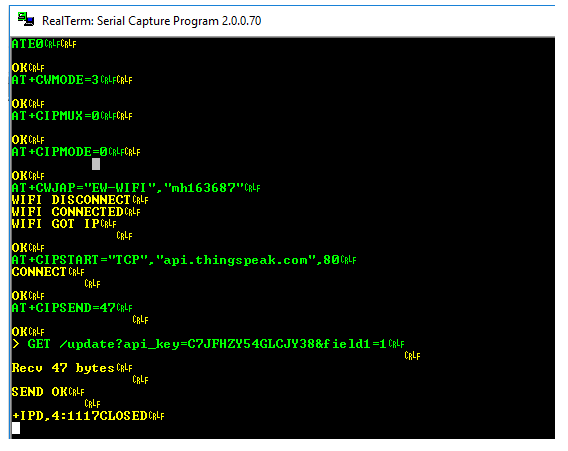 RealTerm: Serial Capture Program 2.0.0.70
ATE0CRLFCRLF
OKCRLF
AT+CWMODE=3CRLFCRLF
OKCRLF
AT+CIPMUX=0CRLFCRLF
OKCRLF
AT+CIPMODE=0CRLFCRLF
OKCRLF
AT+CWJAP="EW-WIFI","mh163687"CRLF
WIFI DISCONNECTCRLF
WIFI CONNECTEDCRLF
WIFI GOT IPCRLF
CRLF
OKCRLF
AT+CIPSTART="TCP","api.thingspeak.com",80CRLF
CONNECTCRLF
CRLF
OKCRLF
AT+CIPSEND=47CRLF
CRLF
OKCRLF
> GET /update?api_key=C7JFHZY54GLCJY38&field1=1CRLF
CRLF
Recv 47 bytesCRLF
CRLF
SEND OKCRLF
CRLF
+IPD,4:1117CLOSEDCRLF